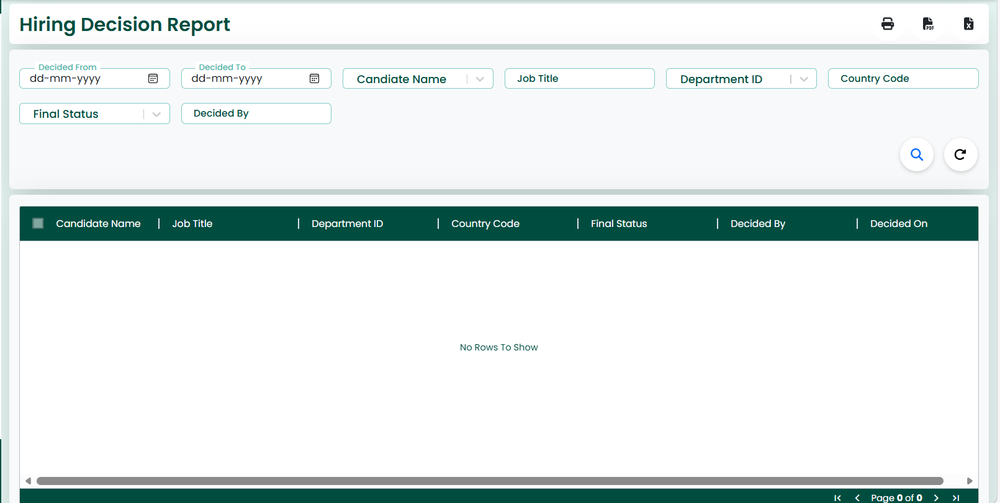 Hiring Decision Report
PDF
Decided From
dd-mm-yyyy
Decided To
dd-mm-yyyy
Candiate Name
Job Title
Department ID
Country Code
Final Status
Decided By
Candidate Name
Job Title
Department ID
Country Code
Final Status
Decided By
Decided On
No Rows To Show
Page 0 of 0